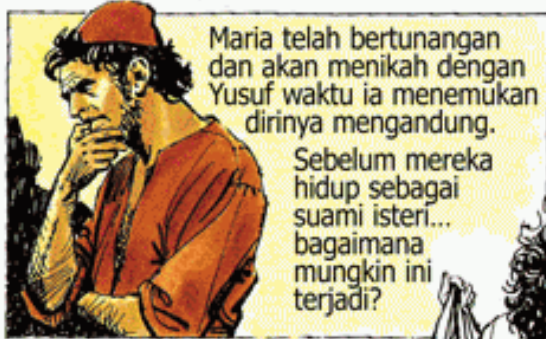 Maria telah bertunangan
dan akan menikah dengan
Yusuf waktu ia menemukan
dirinya mengandung.
Sebelum mereka
hidup sebagai
suami isteri...
bagaimana
mungkin ini
terjadi?